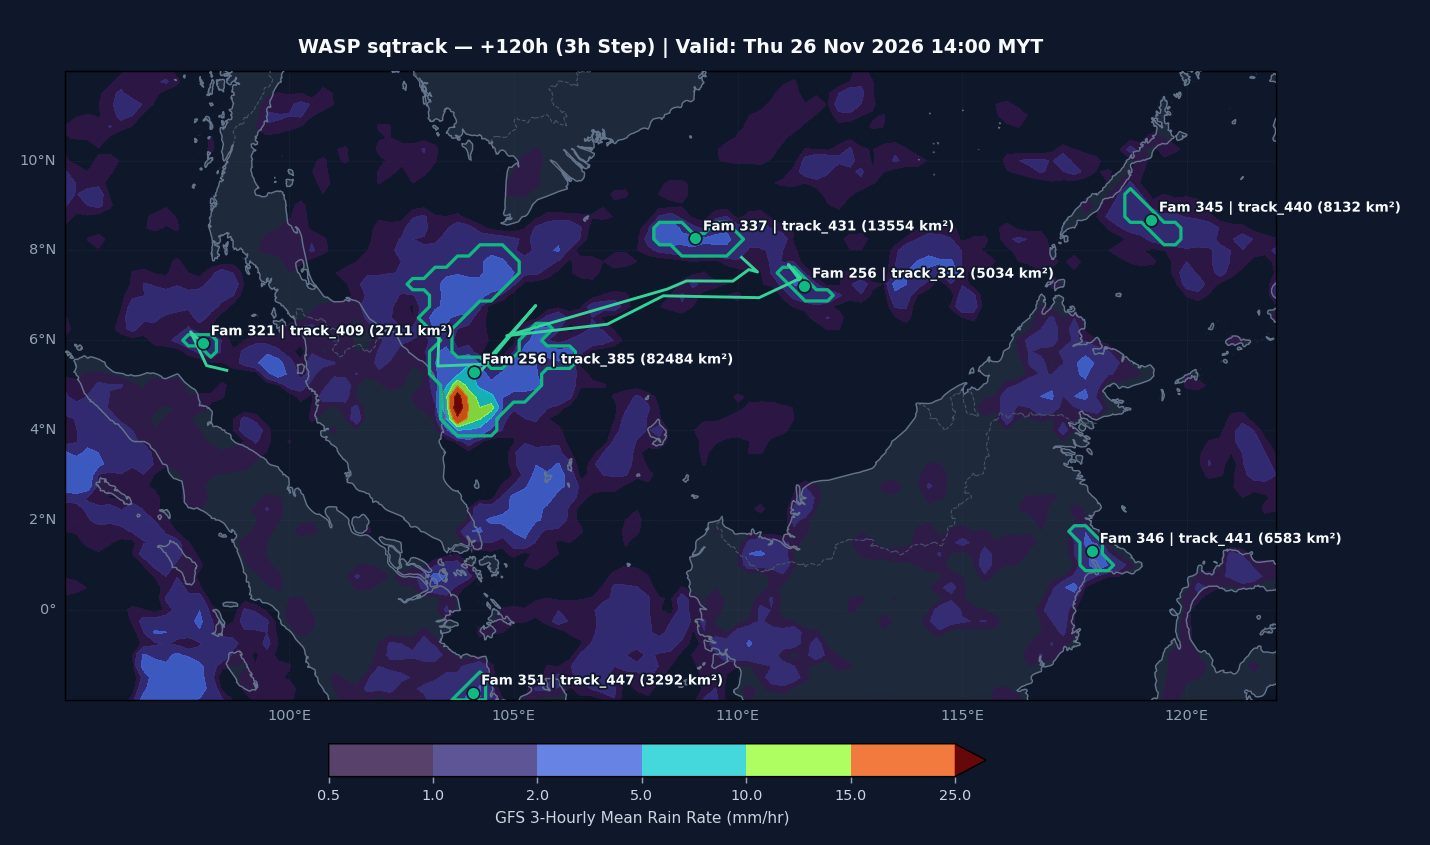 WASP sqtrack — +120h (3h Step) | Valid: Thu 26 Nov 2026 14:00 MYT
10°N
8°N
6°N
4°N
2°N
0°
Fam 345 | track_440 (8132 km²)
Fam 337 | track_431 (13554 km²)
Fam 256 | track_312 (5034 km²)
Fam 321 | track_409 (2711 km²)
Fam 256 | track_385 (82484 km²)
Fam 346 | track_441 (6583 km²)
Fam 351 | track_447 (3292 km²)
100°E 105°E 110°E 115°E 120°E
0.5 1.0 2.0 5.0 10.0 15.0 25.0
GFS 3-Hourly Mean Rain Rate (mm/hr)